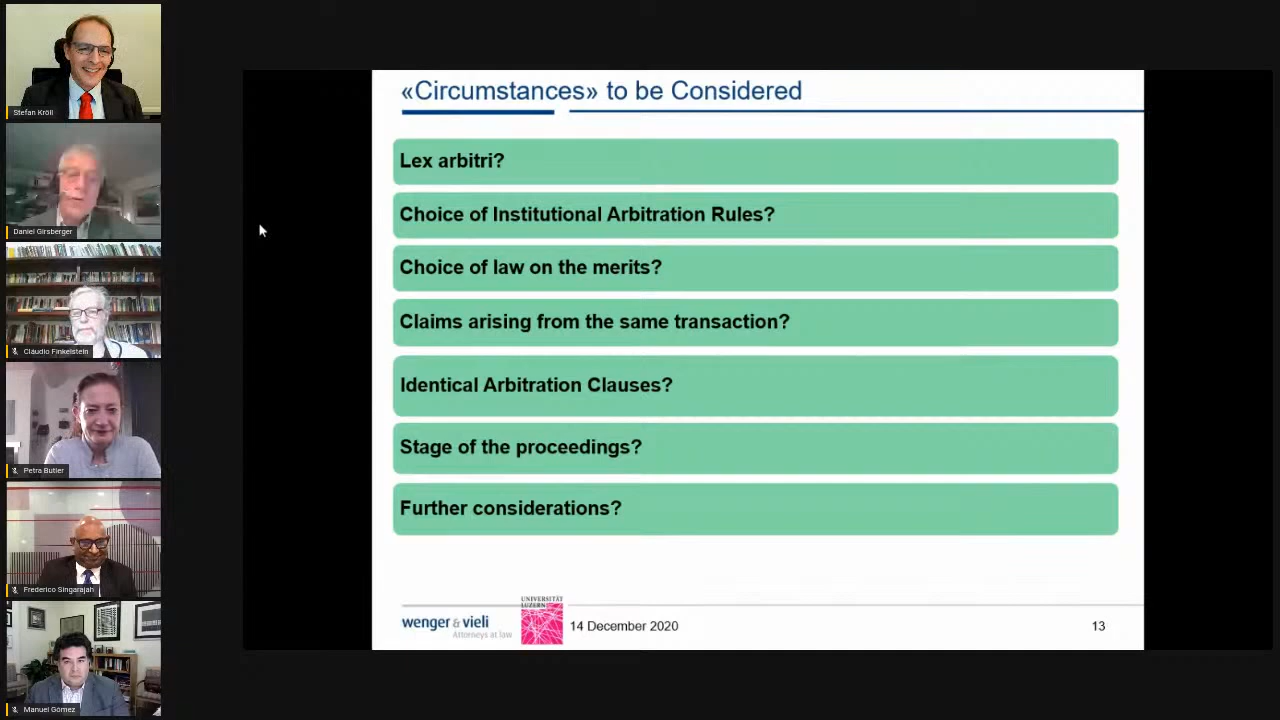 Stefan Kröll
Daniel Girsberger
Cláudio Finkelstein
Petra Butler
Frederico Singarajah
Manuel Gómez
«Circumstances» to be Considered
Lex arbitri?
Choice of Institutional Arbitration Rules?
Choice of law on the merits?
Claims arising from the same transaction?
Identical Arbitration Clauses?
Stage of the proceedings?
Further considerations?
wenger & vieli
Attorneys at law
UNIVERSITÄT
LUZERN
14 December 2020
13